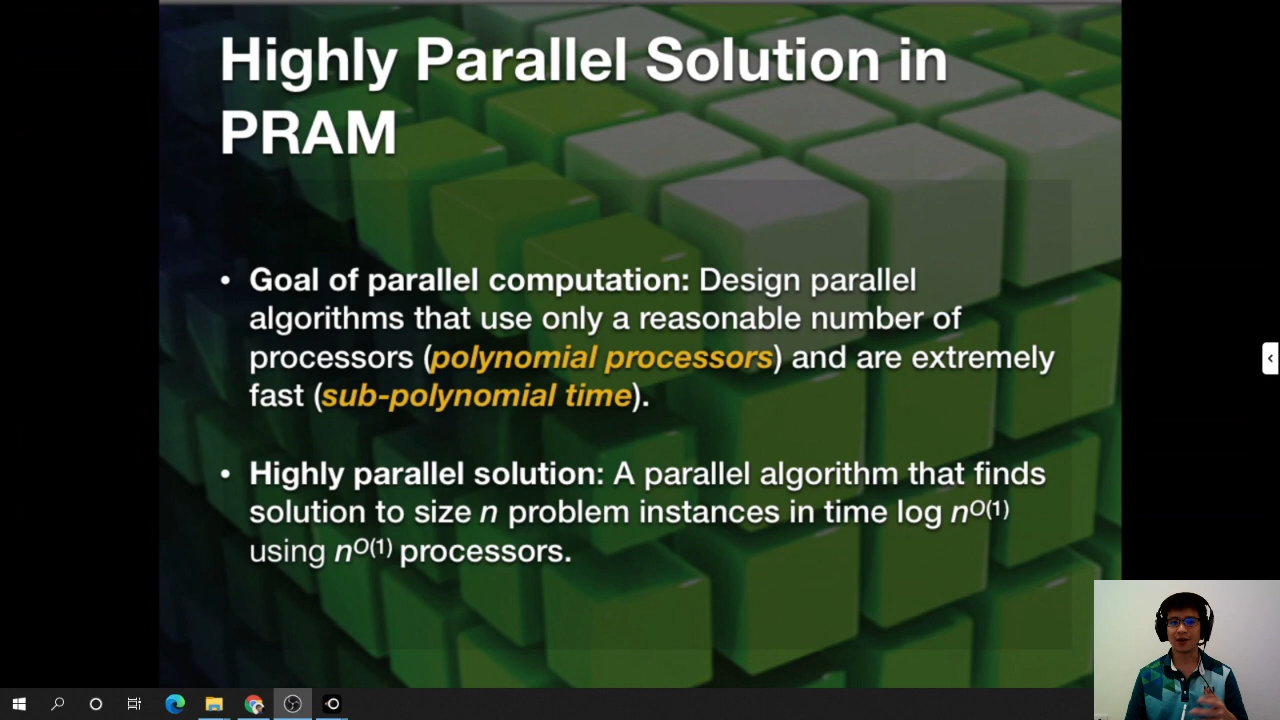 Highly Parallel Solution in
PRAM
• Goal of parallel computation: Design parallel
algorithms that use only a reasonable number of
processors (polynomial processors) and are extremely
fast (sub-polynomial time).
• Highly parallel solution: A parallel algorithm that finds
solution to size n problem instances in time log n^O(1)
using n^O(1) processors.